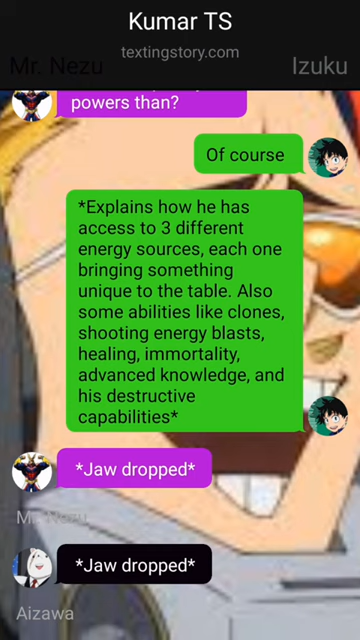 Kumar TS
textingstory.com
Mr. Nezu
Izuku
powers than?
Of course
*Explains how he has
access to 3 different
energy sources, each one
bringing something
unique to the table. Also
some abilities like clones,
shooting energy blasts,
healing, immortality,
advanced knowledge, and
his destructive
capabilities*
*Jaw dropped*
Mr. Nezu
*Jaw dropped*
Aizawa